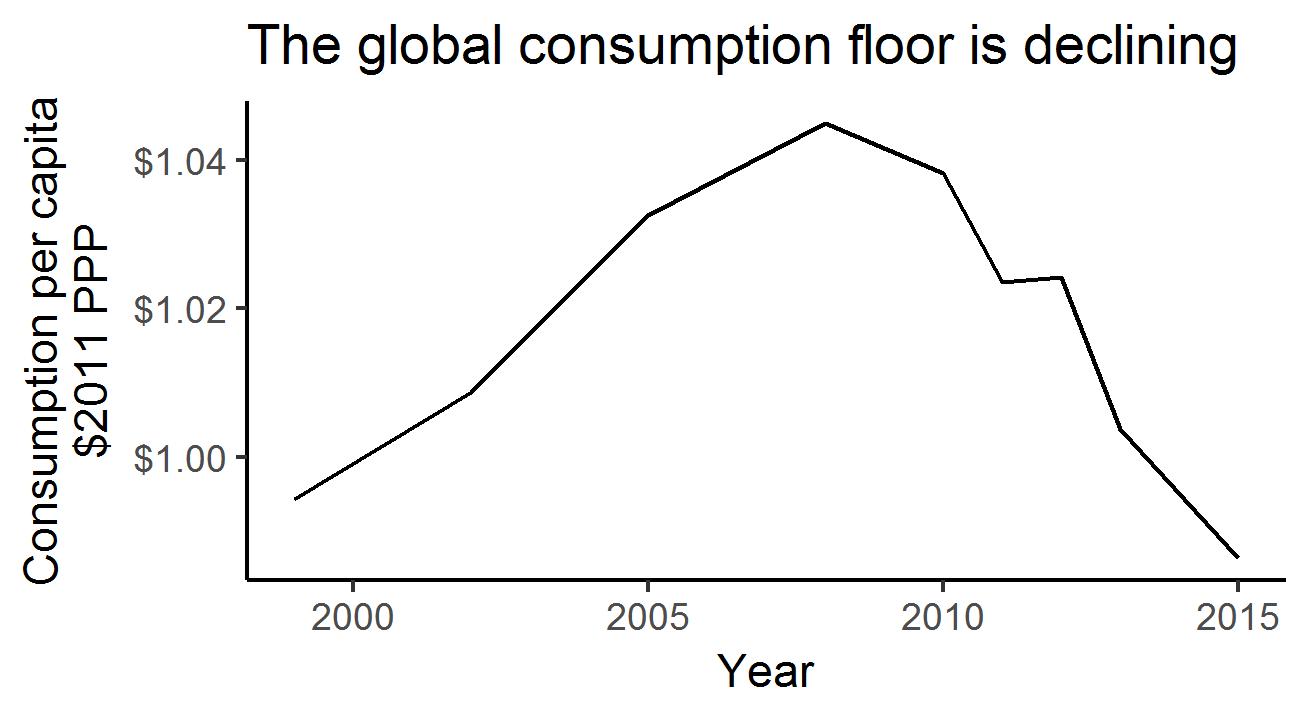 The global consumption floor is declining
Consumption per capita
$2011 PPP
$1.04
$1.02
$1.00
2000
2005
2010
2015
Year